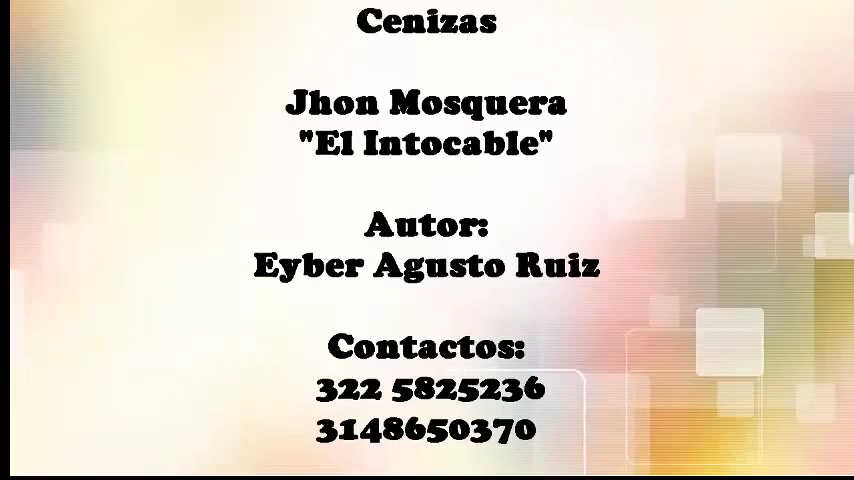 Cenizas
Jhon Mosquera
"El Intocable"
Autor:
Eyber Agusto Ruiz
Contactos:
322 5825236
3148650370